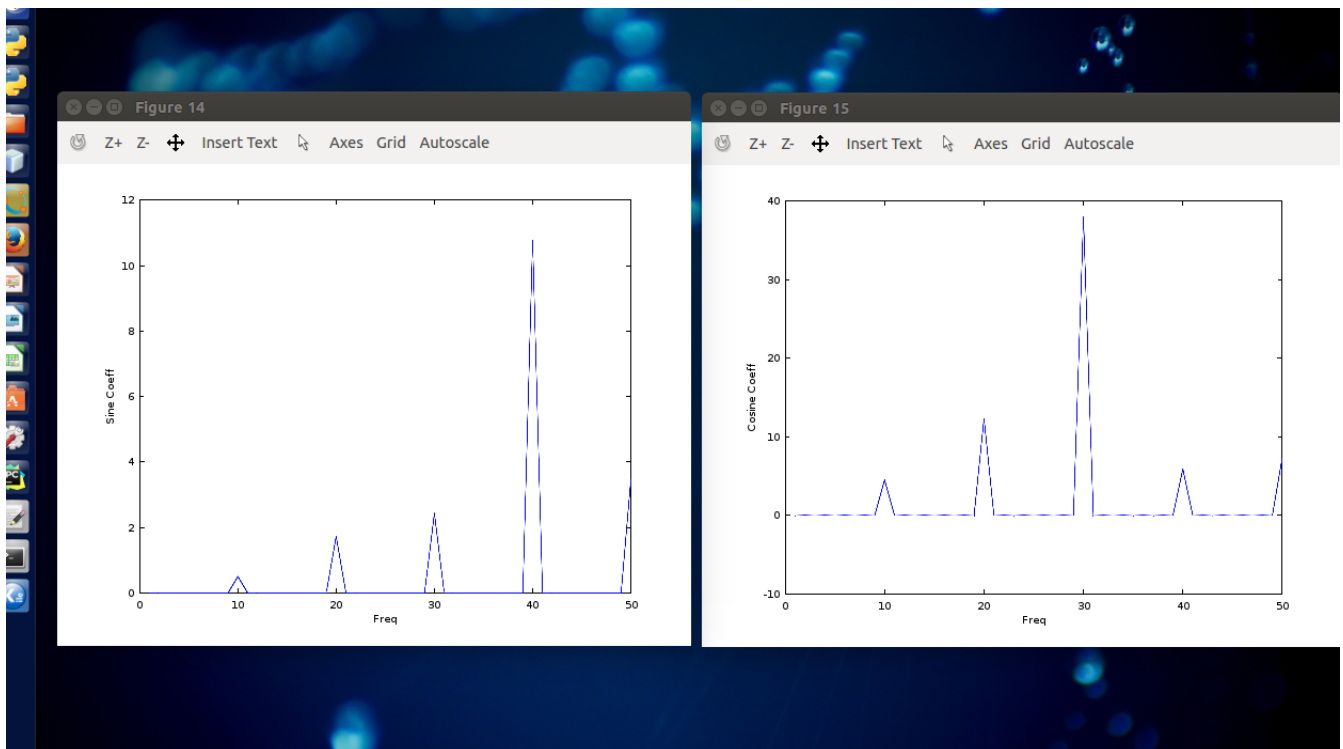 Figure 14
Z+ Z- Insert Text Axes Grid Autoscale
12
10
8
6
4
2
0
Sine Coeff
0 10 20 30 40 50
Freq
Figure 15
Z+ Z- Insert Text Axes Grid Autoscale
40
30
20
10
0
-10
Cosine Coeff
0 10 20 30 40 50
Freq